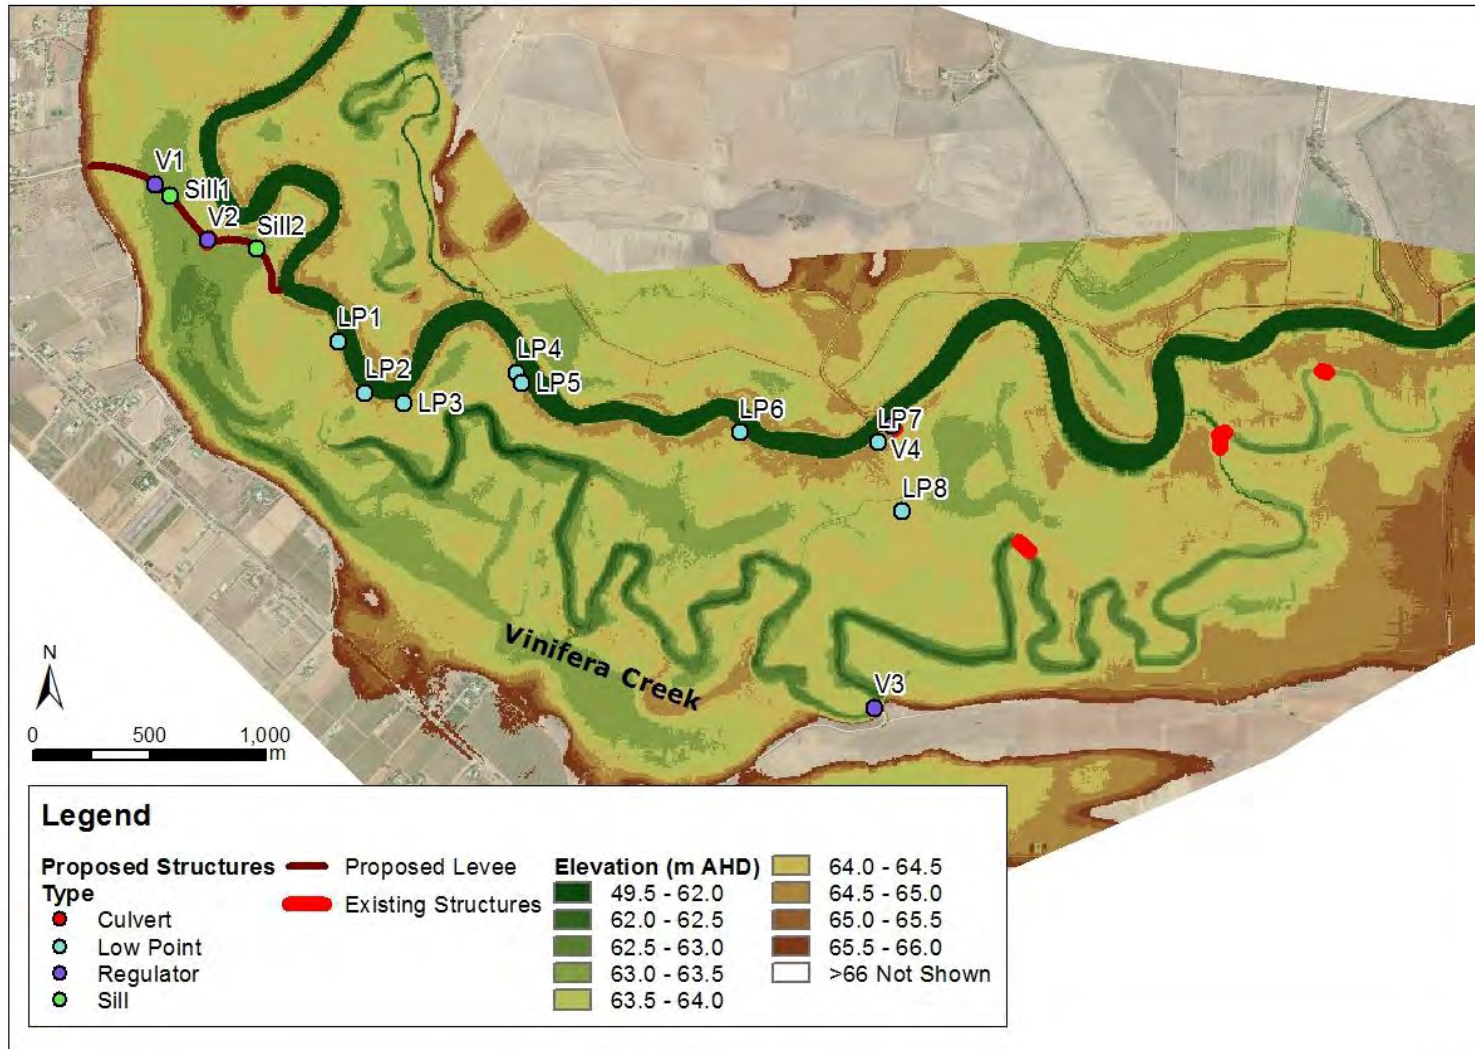 V1
Sill1
V2
Sill2
LP1
LP2
LP3
LP4
LP5
LP6
LP7
V4
LP8
V3
Vinifera Creek
N
0 500 1,000
m
Legend
Proposed Structures
Type
Culvert
Low Point
Regulator
Sill
Proposed Levee
Existing Structures
Elevation (m AHD)
49.5 - 62.0
62.0 - 62.5
62.5 - 63.0
63.0 - 63.5
63.5 - 64.0
64.0 - 64.5
64.5 - 65.0
65.0 - 65.5
65.5 - 66.0
>66 Not Shown